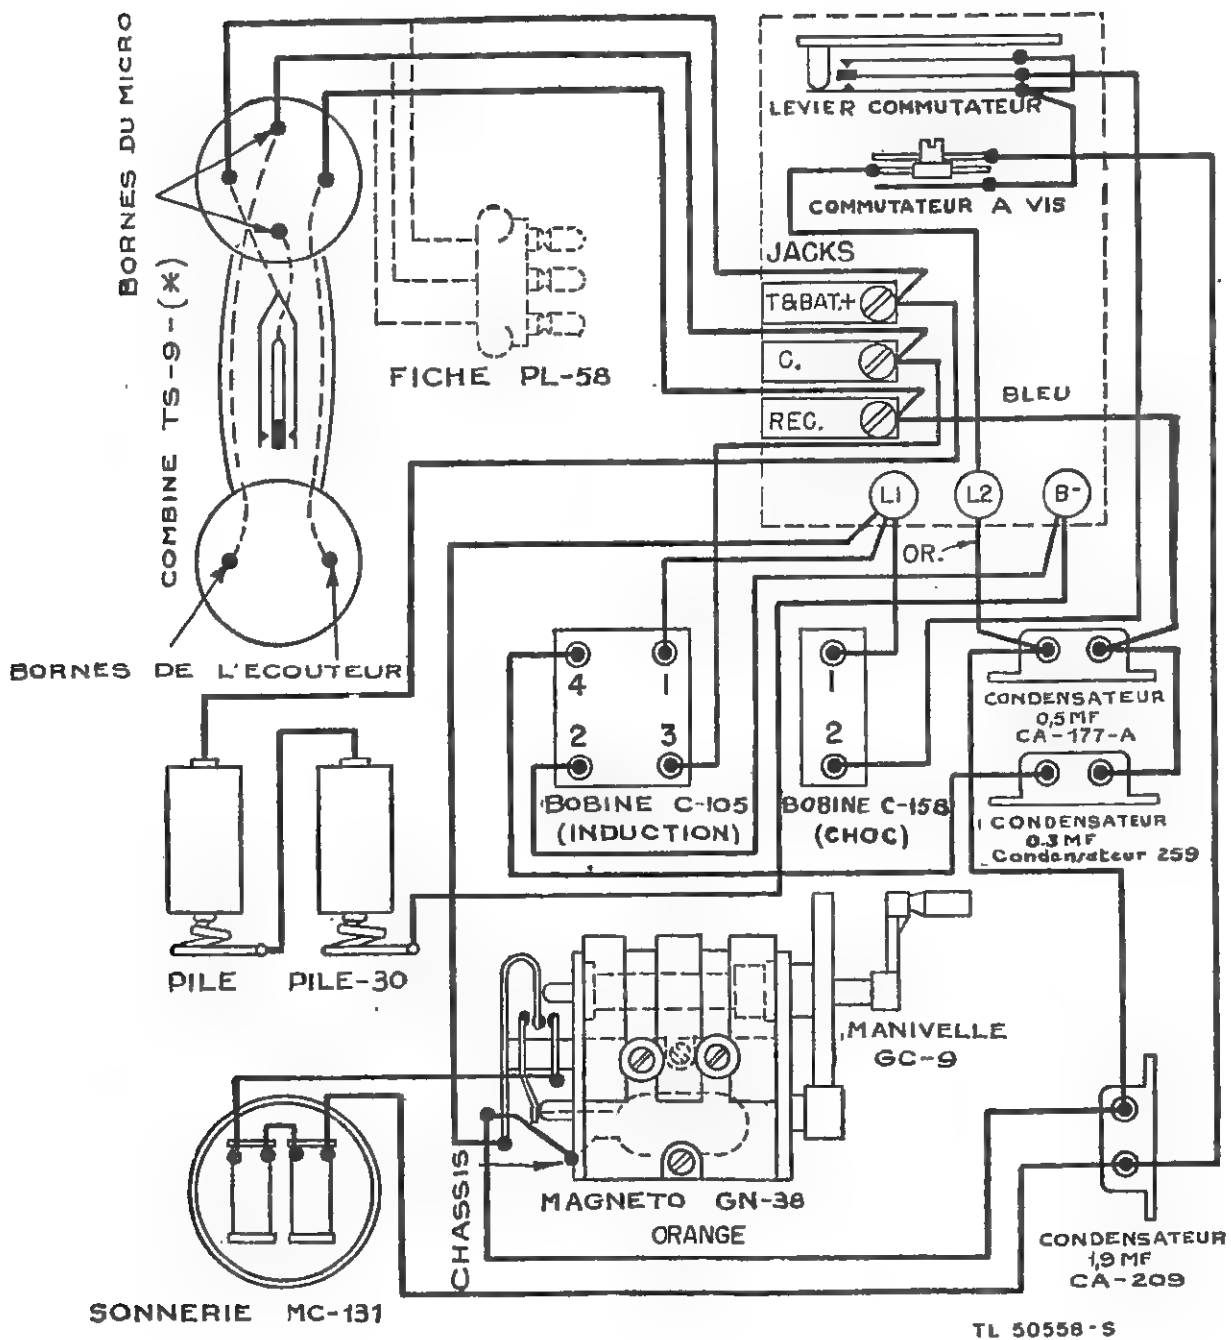 BORNES DU MICRO
LEVIER COMMUTATEUR
COMMUTATEUR A VIS
JACKS
T&BAT.+
C.
REC.
BLEU
FICHE PL-58
COMBINE TS-9-(*)
L1
L2
B-
OR.
BORNES DE L'ECOUTEUR
4
1
2
3
1
2
BOBINE C-105
(INDUCTION)
BOBINE C-158
(CHOC)
CONDENSATEUR
0,5 MF
CA-177-A
CONDENSATEUR
0.3 MF
Condensateur 259
PILE
PILE-30
MANIVELLE
GC-9
CHASSIS
MAGNETO GN-38
ORANGE
CONDENSATEUR
1,9 MF
CA-209
SONNERIE MC-131
TL 50558-S